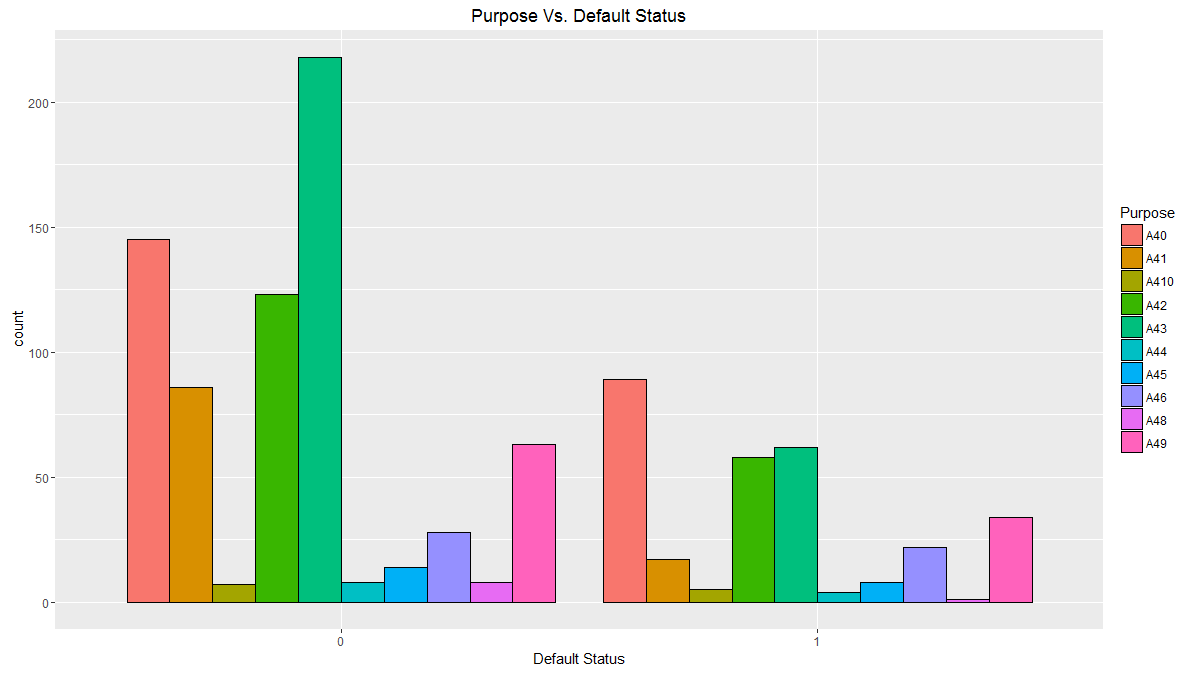 Purpose Vs. Default Status
count
200
150
100
50
0
0
1
Default Status
Purpose
A40
A41
A410
A42
A43
A44
A45
A46
A48
A49